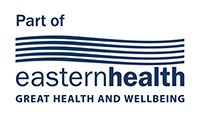 Part of
easternhealth
GREAT HEALTH AND WELLBEING